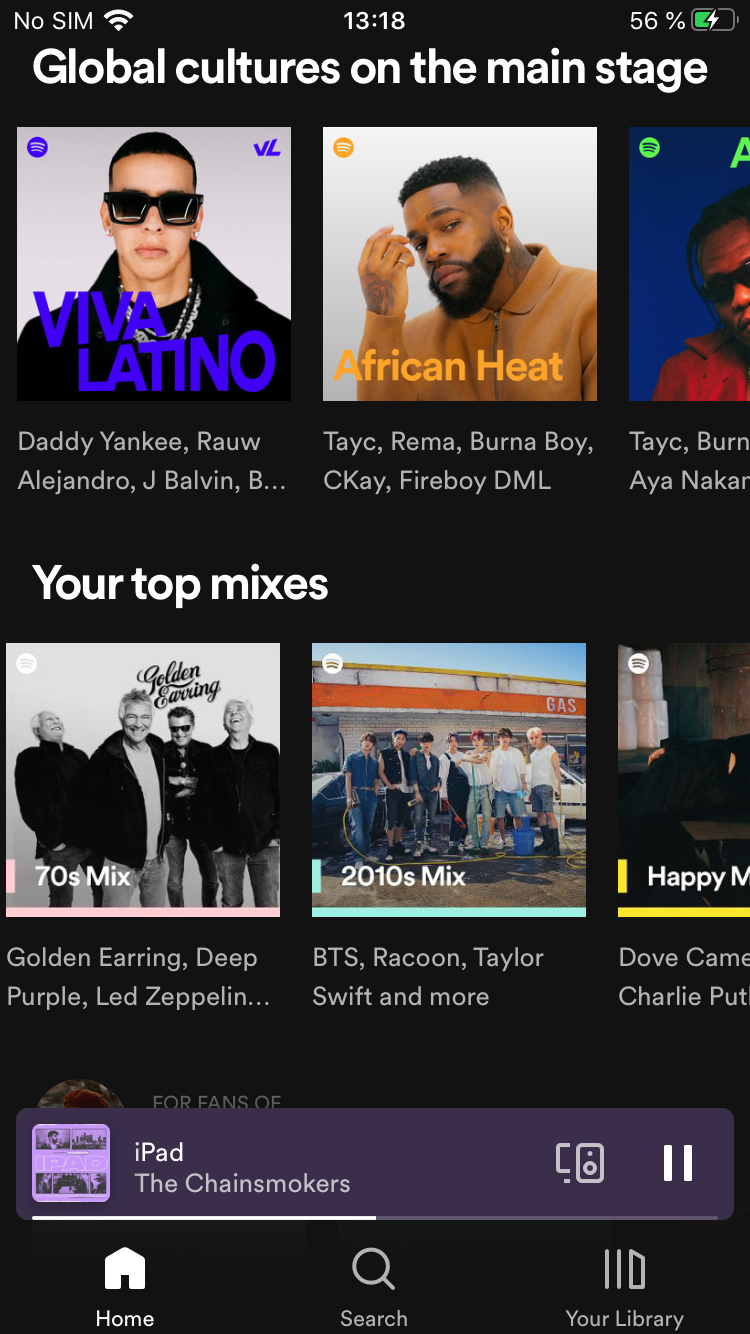 No SIM 13:18 56 %
Global cultures on the main stage
VL
VIVA
LATINO
African Heat
Daddy Yankee, Rauw
Alejandro, J Balvin, B...
Tayc, Rema, Burna Boy,
CKay, Fireboy DML
Tayc, Burn
Aya Nakar
Your top mixes
Golden
Earring
70s Mix
GAS
2010s Mix
Happy M
Golden Earring, Deep
Purple, Led Zeppelin...
BTS, Racoon, Taylor
Swift and more
Dove Came
Charlie Put
FOR FANS OF
IPAD
iPad
The Chainsmokers
Home
Search
Your Library